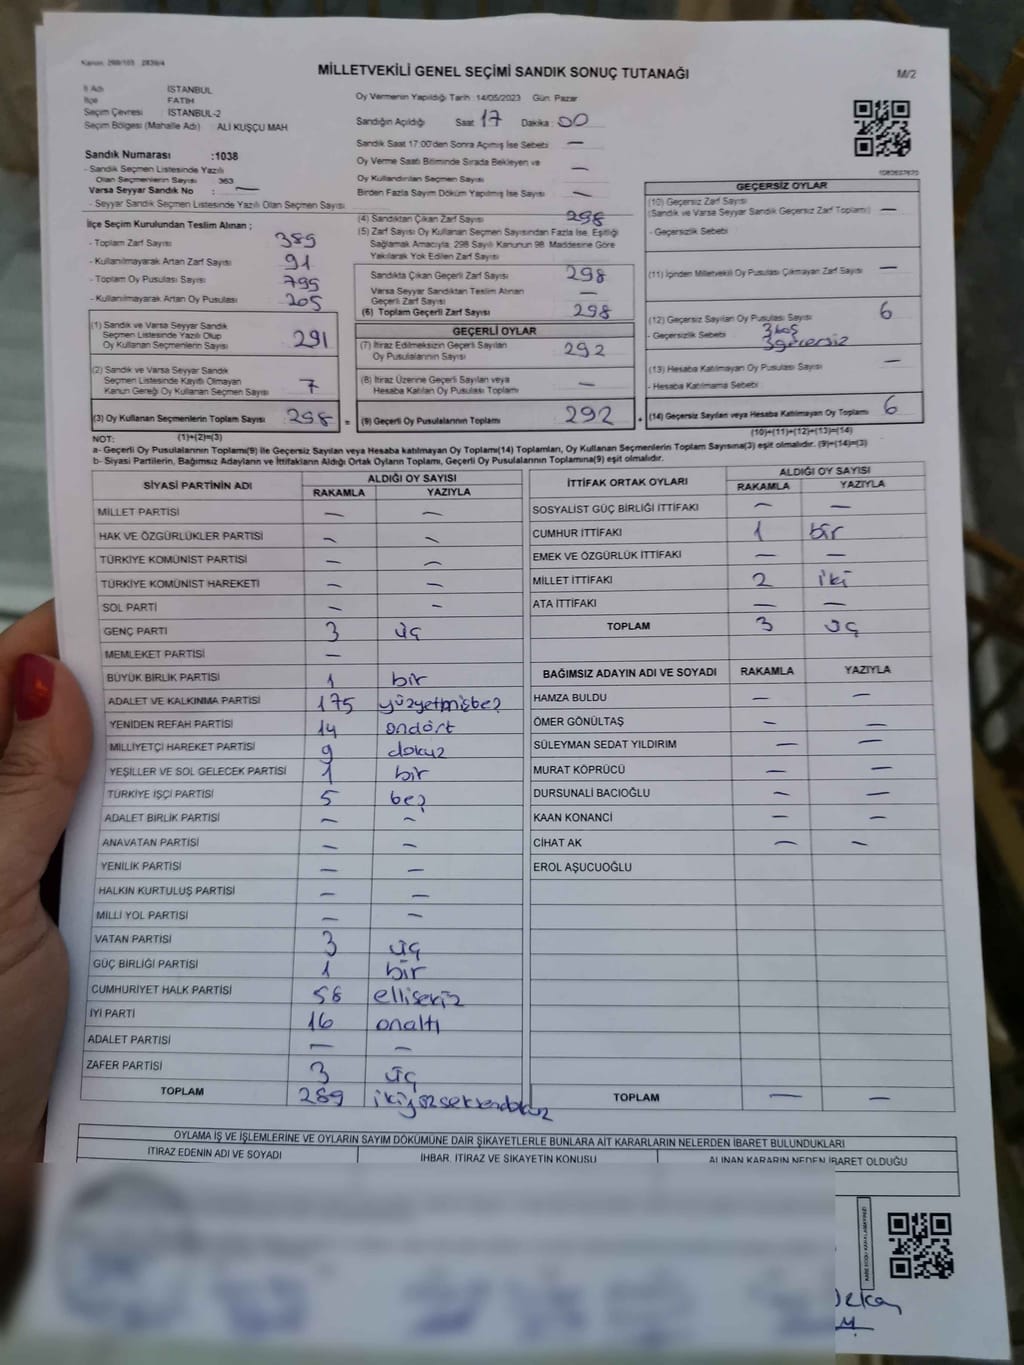 Kanun: 298/105 2839/4
MİLLETVEKİLİ GENEL SEÇİMİ SANDIK SONUÇ TUTANAĞI
M/2
İl Adı İSTANBUL
İlçe FATİH
Seçim Çevresi İSTANBUL-2
Seçim Bölgesi (Mahalle Adı) ALİ KUŞÇU MAH
Sandık Numarası :1038
- Sandık Seçmen Listesinde Yazılı
Olan Seçmenlerin Sayısı 363
Varsa Seyyar Sandık No : —
- Seyyar Sandık Seçmen Listesinde Yazılı Olan Seçmen Sayısı
Oy Vermenin Yapıldığı Tarih :14/05/2023 Gün: Pazar
Sandığın Açıldığı Saat :17 Dakika :00
Sandık Saat 17:00'den Sonra Açımış İse Sebebi —
Oy Verme Saati Bitiminde Sırada Bekleyen ve
Oy Kullandırılan Seçmen Sayısı —
Birden Fazla Sayım Döküm Yapılmış İse Sayısı —
İlçe Seçim Kurulundan Teslim Alınan ;
- Toplam Zarf Sayısı 389
- Kullanılmayarak Artan Zarf Sayısı 91
- Toplam Oy Pusulası 795
- Kullanılmayarak Artan Oy Pusulası 205
(1) Sandık ve Varsa Seyyar Sandık
Seçmen Listesinde Yazılı Olup
Oy Kullanan Seçmenlerin Sayısı 291
(2) Sandık ve Varsa Seyyar Sandık
Seçmen Listesinde Kayıtlı Olmayan
Kanun Gereği Oy Kullanan Seçmen Sayısı 7
(3) Oy Kullanan Seçmenlerin Toplam Sayısı 298 =
(1)+(2)=(3)
(4) Sandıktan Çıkan Zarf Sayısı 298
(5) Zarf Sayısı Oy Kullanan Seçmen Sayısından Fazla İse, Eşitliği
Sağlamak Amacıyla, 298 Sayılı Kanunun 98. Maddesine Göre
Yakılarak Yok Edilen Zarf Sayısı
Sandıkta Çıkan Geçerli Zarf Sayısı 298
Varsa Seyyar Sandıktan Teslim Alınan
Geçerli Zarf Sayısı —
(6) Toplam Geçerli Zarf Sayısı 298
GEÇERLİ OYLAR
(7) İtiraz Edilmeksizin Geçerli Sayılan
Oy Pusulalarının Sayısı 292
(8) İtiraz Üzerine Geçerli Sayılan veya
Hesaba Katılan Oy Pusulası Toplamı —
(9) Geçerli Oy Pusulalarının Toplamı 292 +
GEÇERSİZ OYLAR
(10) Geçersiz Zarf Sayısı
(Sandık ve Varsa Seyyar Sandık Geçersiz Zarf Toplamı) —
- Geçersizlik Sebebi
(11) İçinden Milletvekili Oy Pusulası Çıkmayan Zarf Sayısı —
(12) Geçersiz Sayılan Oy Pusulası Sayısı 6
- Geçersizlik Sebebi 3 boş
3 geçersiz
(13) Hesaba Katılmayan Oy Pusulası Sayısı —
- Hesaba Katılmama Sebebi
(14) Geçersiz Sayılan veya Hesaba Katılmayan Oy Toplamı 6
(10)+(11)+(12)+(13)=(14)
NOT:
a- Geçerli Oy Pusulalarının Toplamı(9) ile Geçersiz Sayılan veya Hesaba katılmayan Oy Toplam(14) Toplamları, Oy Kullanan Seçmenlerin Toplam Sayısına(3) eşit olmalıdır. (9)+(14)=(3)
b- Siyasi Partilerin, Bağımsız Adayların ve İttifakların Aldığı Ortak Oyların Toplamı, Geçerli Oy Pusulalarının Toplamına(9) eşit olmalıdır.
SİYASİ PARTİNİN ADI ALDIĞI OY SAYISI
RAKAMLA YAZIYLA
MİLLET PARTİSİ — —
HAK VE ÖZGÜRLÜKLER PARTİSİ — —
TÜRKİYE KOMÜNİST PARTİSİ — —
TÜRKİYE KOMÜNİST HAREKETİ — —
SOL PARTİ — —
GENÇ PARTİ 3 üç
MEMLEKET PARTİSİ —
BÜYÜK BİRLİK PARTİSİ 1 bir
ADALET VE KALKINMA PARTİSİ 175 yüzyetmişbeş
YENİDEN REFAH PARTİSİ 14 ondört
MİLLİYETÇİ HAREKET PARTİSİ 9 dokuz
YEŞİLLER VE SOL GELECEK PARTİSİ 1 bir
TÜRKİYE İŞÇİ PARTİSİ 5 beş
ADALET BİRLİK PARTİSİ — —
ANAVATAN PARTİSİ — —
YENİLİK PARTİSİ — —
HALKIN KURTULUŞ PARTİSİ — —
MİLLİ YOL PARTİSİ — —
VATAN PARTİSİ 3 üç
GÜÇ BİRLİĞİ PARTİSİ 1 bir
CUMHURİYET HALK PARTİSİ 58 ellisekiz
İYİ PARTİ 16 onaltı
ADALET PARTİSİ — —
ZAFER PARTİSİ 3 üç
TOPLAM 289 ikiyüzseksendokuz
İTTİFAK ORTAK OYLARI ALDIĞI OY SAYISI
RAKAMLA YAZIYLA
SOSYALİST GÜÇ BİRLİĞİ İTTİFAKI — —
CUMHUR İTTİFAKI 1 bir
EMEK VE ÖZGÜRLÜK İTTİFAKI — —
MİLLET İTTİFAKI 2 iki
ATA İTTİFAKI — —
TOPLAM 3 üç
BAĞIMSIZ ADAYIN ADI VE SOYADI RAKAMLA YAZIYLA
HAMZA BULDU — —
ÖMER GÖNÜLTAŞ — —
SÜLEYMAN SEDAT YILDIRIM — —
MURAT KÖPRÜCÜ — —
DURSUNALİ BACIOĞLU — —
KAAN KONANCİ — —
CİHAT AK — —
EROL AŞUCUOĞLU
TOPLAM — —
OYLAMA İŞ VE İŞLEMLERİNE VE OYLARIN SAYIM DÖKÜMÜNE DAİR ŞİKAYETLERLE BUNLARA AİT KARARLARIN NELERDEN İBARET BULUNDUKLARI
İTİRAZ EDENİN ADI VE SOYADI İHBAR, İTİRAZ VE ŞİKAYETİN KONUSU ALINAN KARARIN NEDEN İBARET OLDUĞU